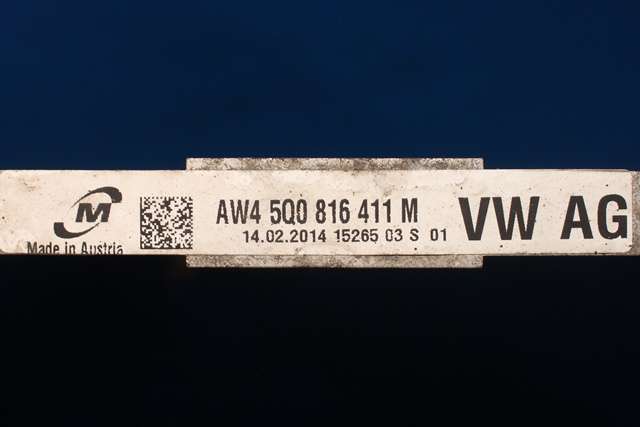 M
Made in Austria
AW4 5Q0 816 411 M
14.02.2014 15265 03 S 01
VW AG